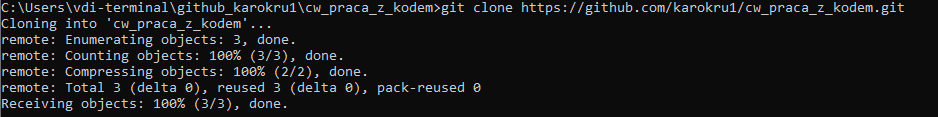 C:\Users\vdi-terminal\github_karokru1\cw_praca_z_kodem>git clone https://github.com/karokru1/cw_praca_z_kodem.git
Cloning into 'cw_praca_z_kodem'...
remote: Enumerating objects: 3, done.
remote: Counting objects: 100% (3/3), done.
remote: Compressing objects: 100% (2/2), done.
remote: Total 3 (delta 0), reused 3 (delta 0), pack-reused 0
Receiving objects: 100% (3/3), done.